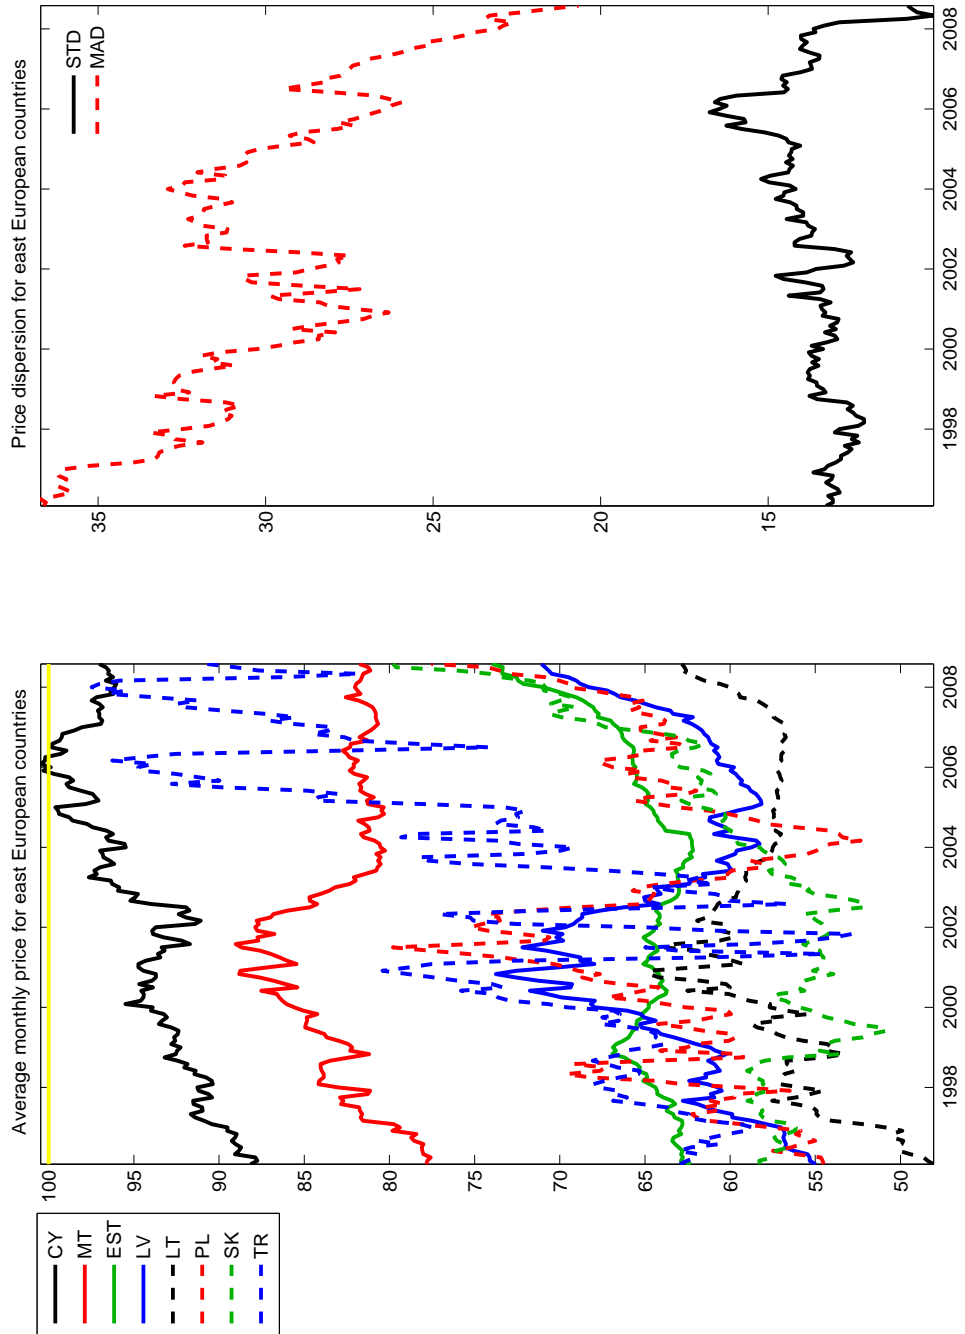 Average monthly price for east European countries
100
95
90
85
80
75
70
65
60
55
50
1998
2000
2002
2004
2006
2008
CY
MT
EST
LV
LT
PL
SK
TR
Price dispersion for east European countries
35
30
25
20
15
1998
2000
2002
2004
2006
2008
STD
MAD